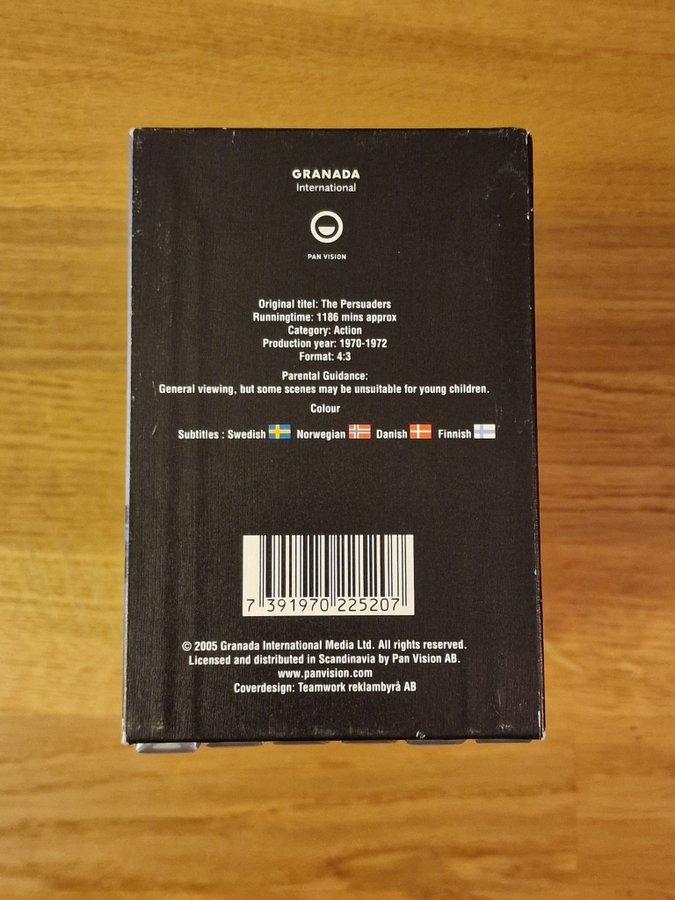 GRANADA
International
PAN VISION
Original titel: The Persuaders
Runningtime: 1186 mins approx
Category: Action
Production year: 1970-1972
Format: 4:3
Parental Guidance:
General viewing, but some scenes may be unsuitable for young children.
Colour
Subtitles : Swedish Norwegian Danish Finnish
7 391970 225207
© 2005 Granada International Media Ltd. All rights reserved.
Licensed and distributed in Scandinavia by Pan Vision AB.
www.panvision.com
Coverdesign: Teamwork reklambyrå AB